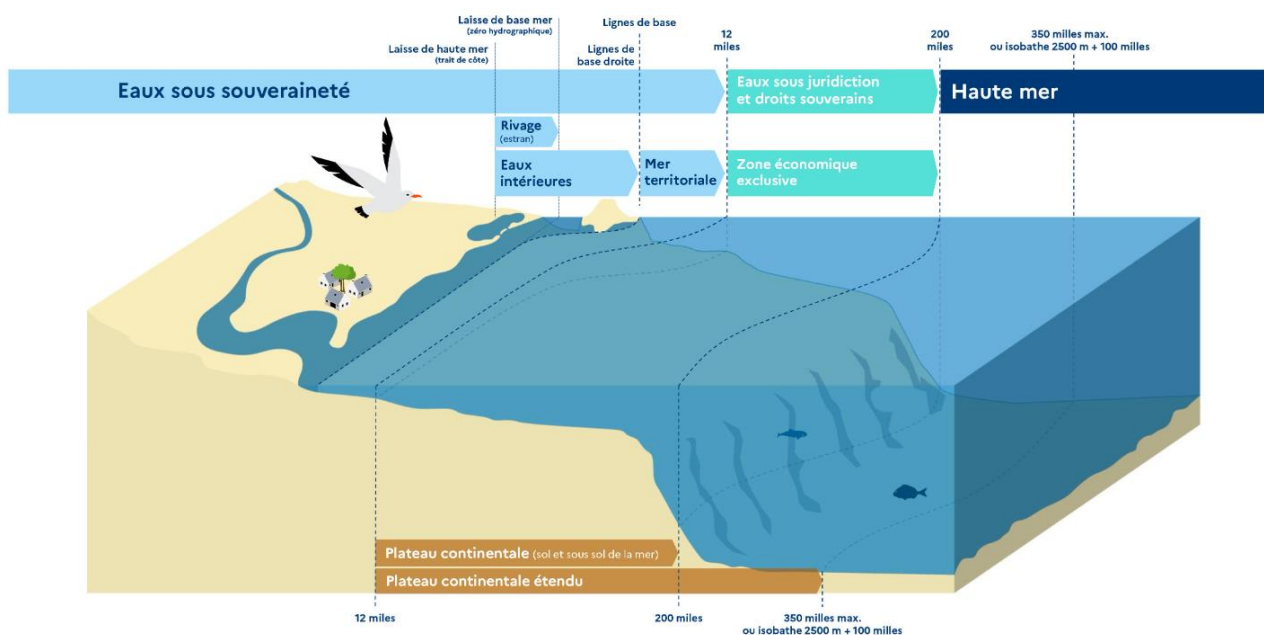 Laisse de base mer
(zéro hydrographique)
Laisse de haute mer
(trait de côte)
Lignes de base
Lignes de
base droite
12
miles
200
miles
350 milles max.
ou isobathe 2500 m + 100 milles
Eaux sous souveraineté
Eaux sous juridiction
et droits souverains
Haute mer
Rivage
(estran)
Eaux
intérieures
Mer
territoriale
Zone économique
exclusive
Plateau continentale (sol et sous sol de la mer)
Plateau continentale étendu
12 miles
200 miles
350 milles max.
ou isobathe 2500 m + 100 milles